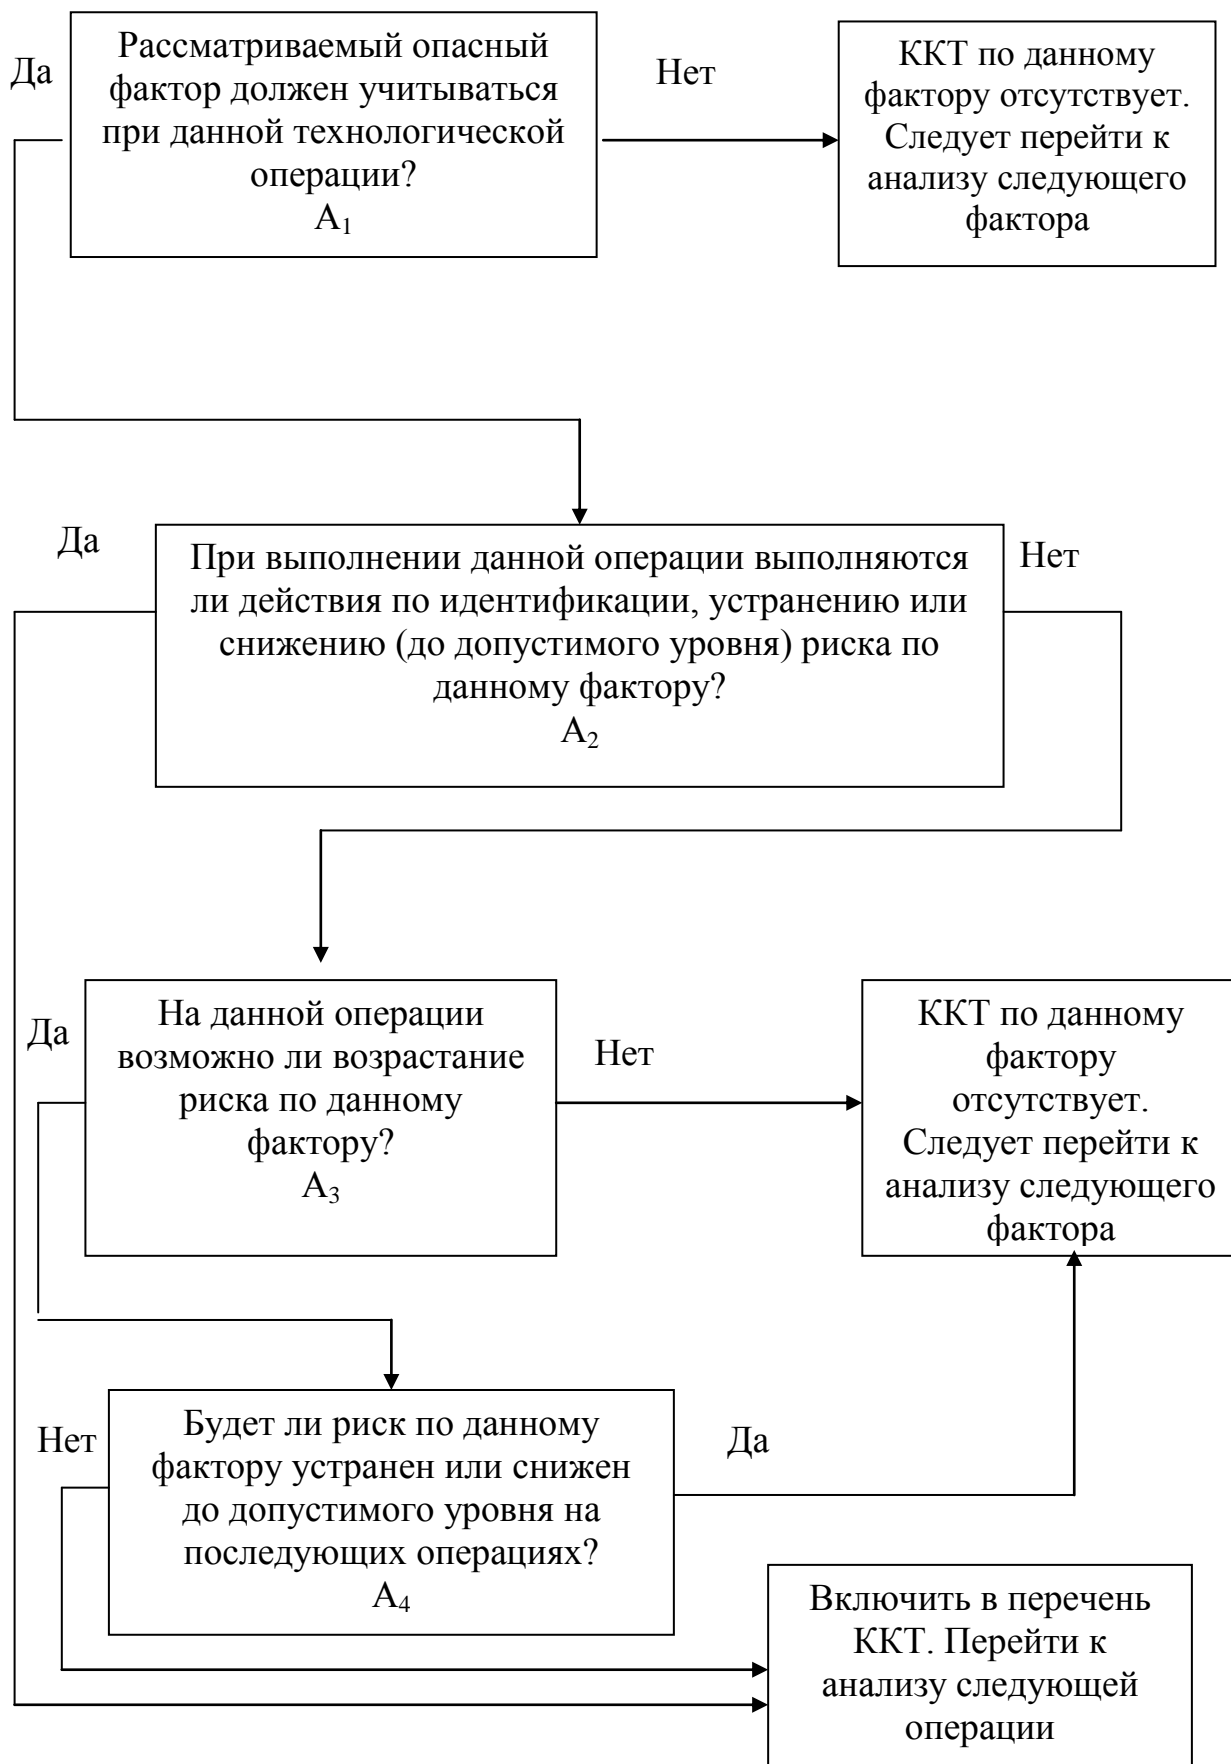 Да
Рассматриваемый опасный
фактор должен учитываться
при данной технологической
операции?
А1
Нет
ККТ по данному
фактору отсутствует.
Следует перейти к
анализу следующего
фактора
Да
При выполнении данной операции выполняются
ли действия по идентификации, устранению или
снижению (до допустимого уровня) риска по
данному фактору?
А2
Нет
Да
На данной операции
возможно ли возрастание
риска по данному
фактору?
А3
Нет
ККТ по данному
фактору
отсутствует.
Следует перейти к
анализу следующего
фактора
Нет
Будет ли риск по данному
фактору устранен или снижен
до допустимого уровня на
последующих операциях?
А4
Да
Включить в перечень
ККТ. Перейти к
анализу следующей
операции